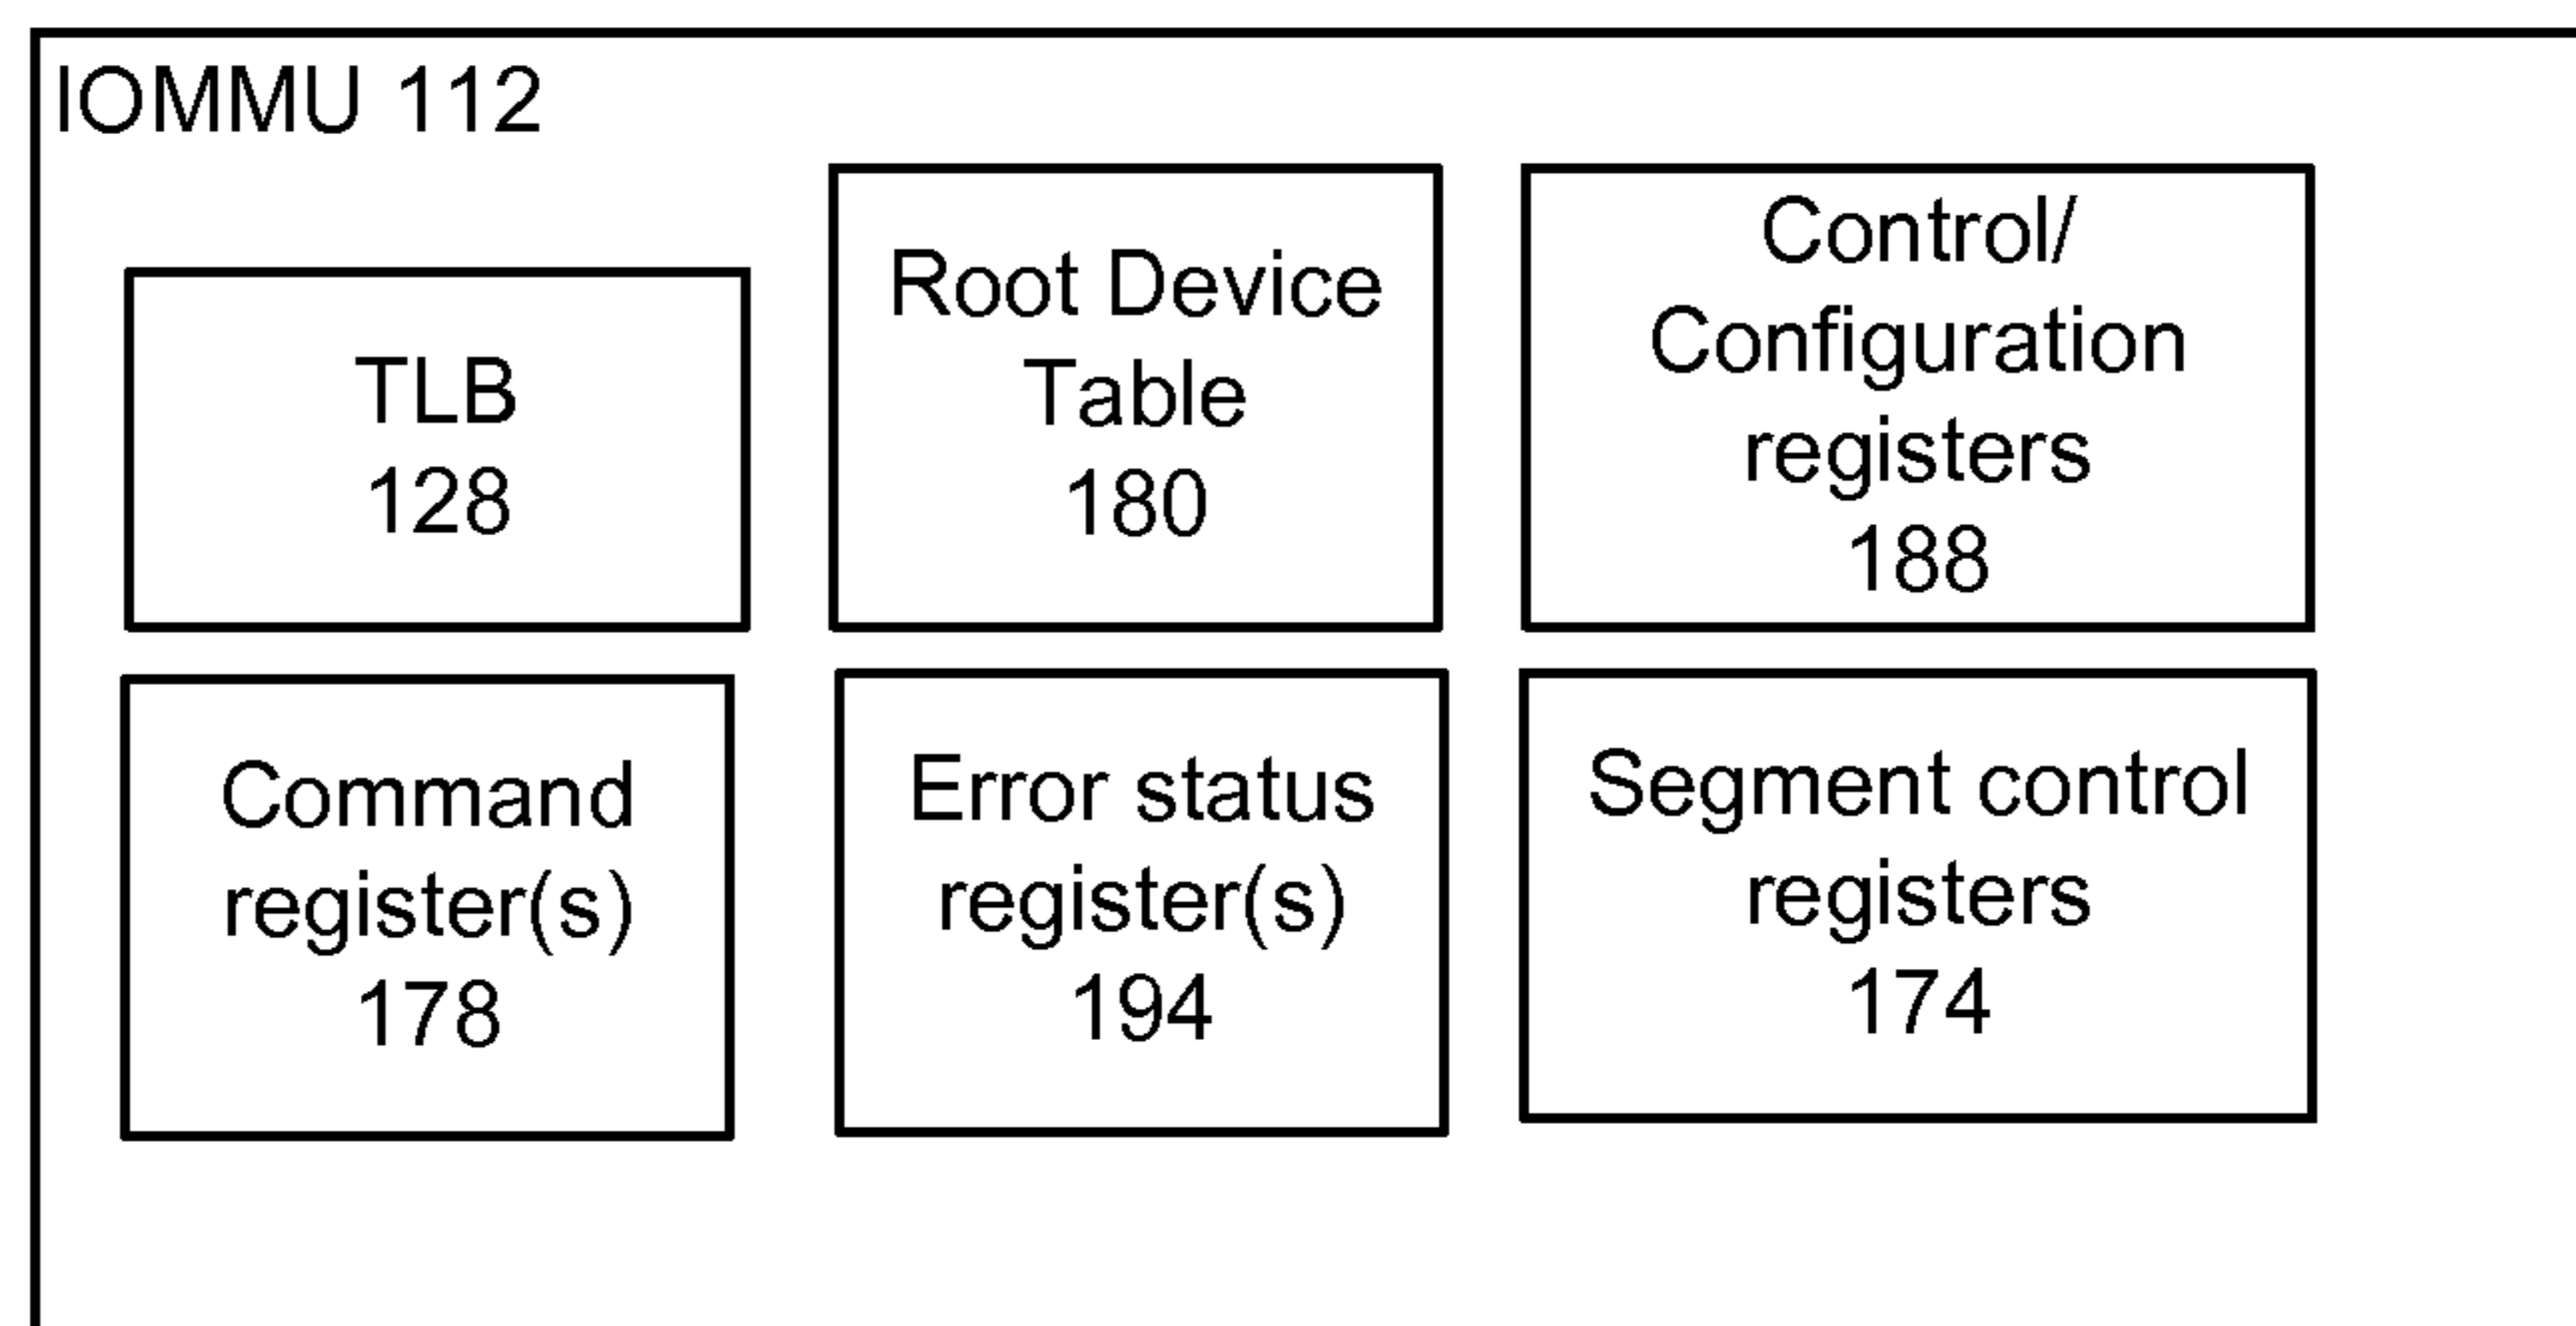 IOMMU 112
TLB
128
Root Device
Table
180
Control/
Configuration
registers
188
Command
register(s)
178
Error status
register(s)
194
Segment control
registers
174